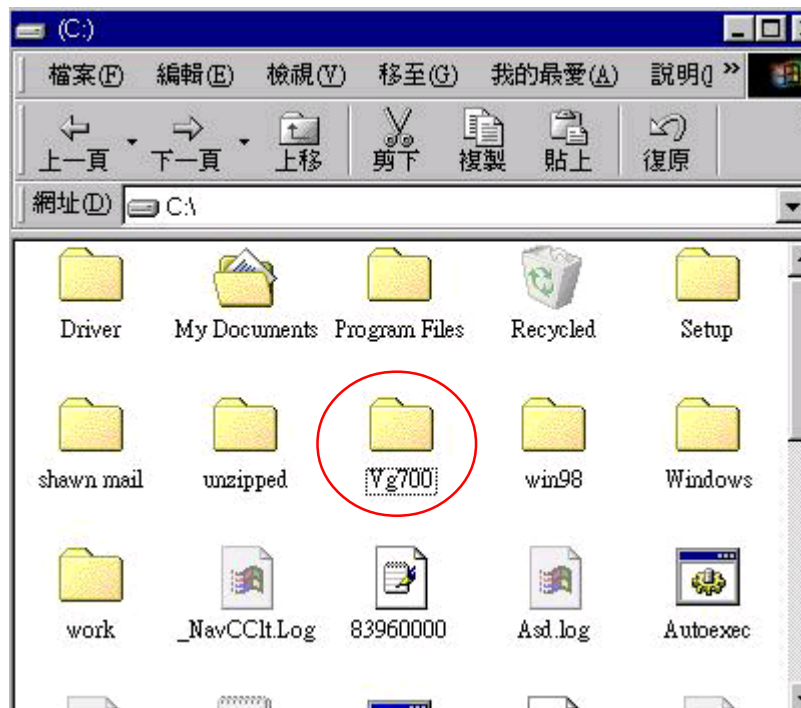 (C:)
檔案(F) 編輯(E) 檢視(V) 移至(G) 我的最愛(A) 說明( »
上一頁 下一頁 上移 剪下 複製 貼上 復原
網址(D) C:\
Driver My Documents Program Files Recycled Setup
shawn mail unzipped Vg700 win98 Windows
work _NavCClt.Log 83960000 Asd.log Autoexec